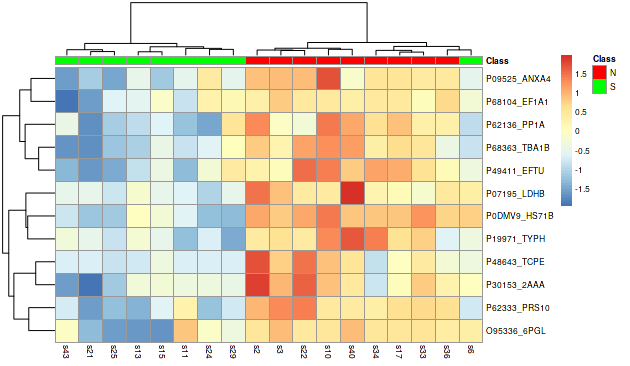 Class
P09525_ANXA4
P68104_EF1A1
P62136_PP1A
P68363_TBA1B
P49411_EFTU
P07195_LDHB
P0DMV9_HS71B
P19971_TYPH
P48643_TCPE
P30153_2AAA
P62333_PRS10
O95336_6PGL
s43 s21 s25 s13 s15 s11 s24 s29 s2 s3 s22 s10 s40 s34 s17 s33 s36 s6
1.5
1
0.5
0
-0.5
-1
-1.5
Class
N
S